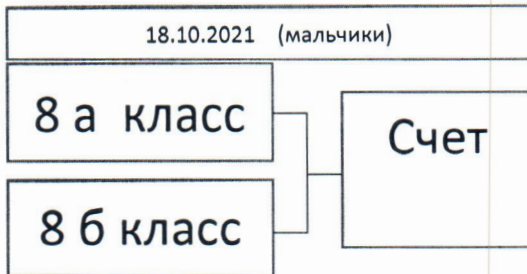 18.10.2021 (мальчики)
8 а класс
Счет
8 б класс